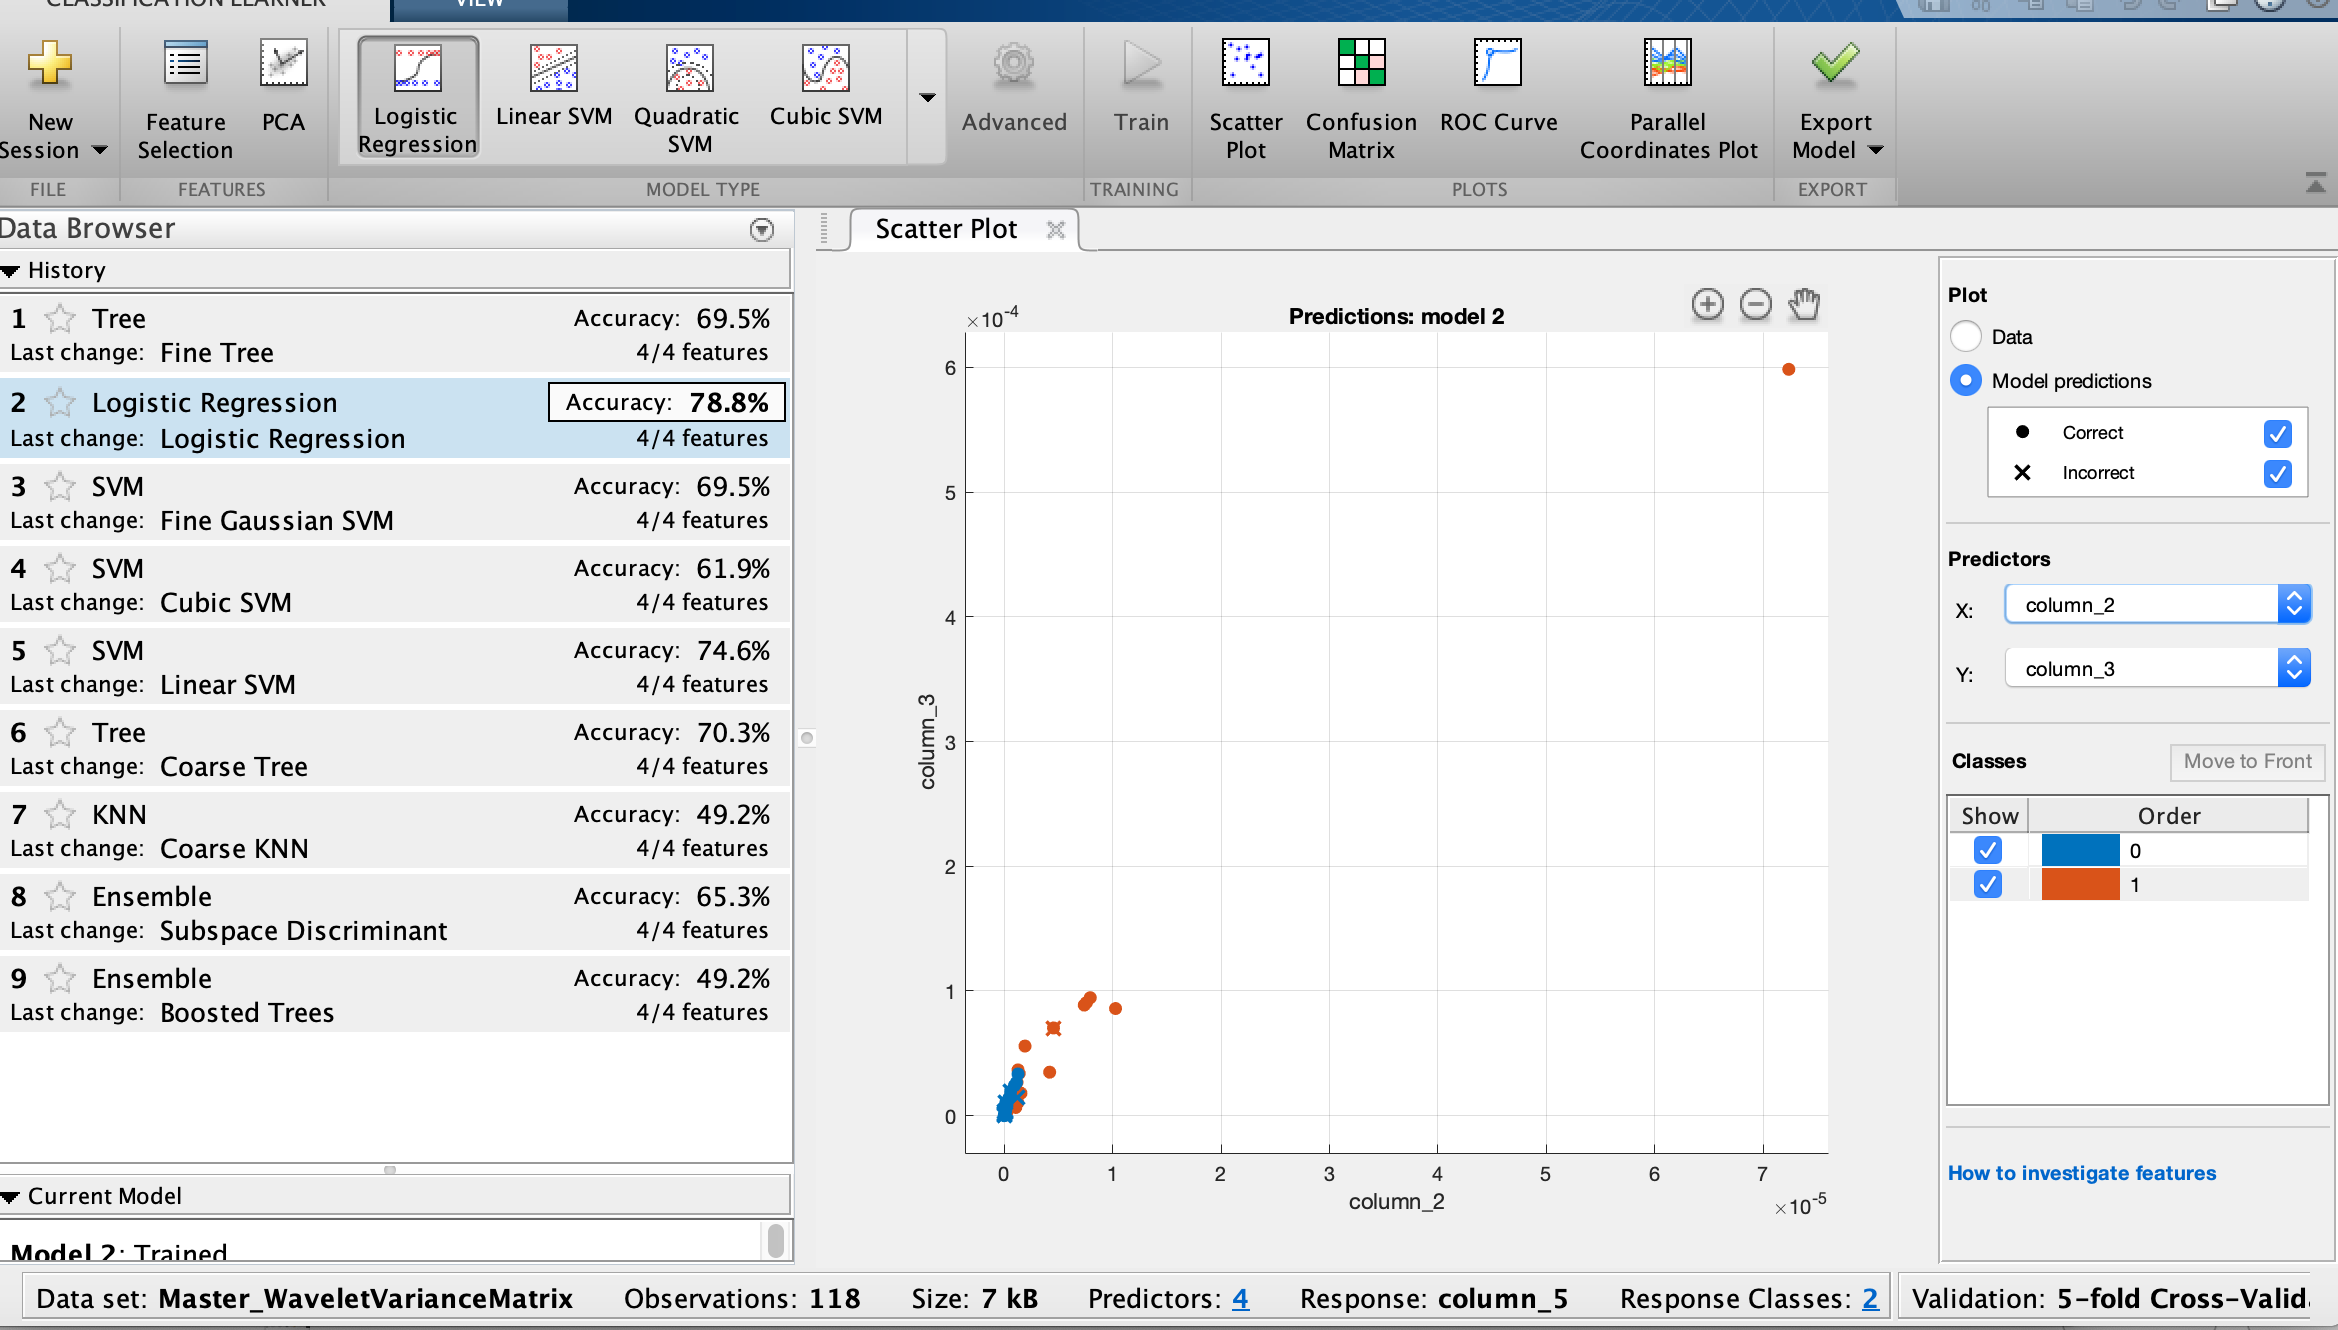 CLASSIFICATION LEARNER VIEW
New Session
Feature Selection
PCA
Logistic Regression
Linear SVM
Quadratic SVM
Cubic SVM
Advanced
Train
Scatter Plot
Confusion Matrix
ROC Curve
Parallel Coordinates Plot
Export Model
FILE FEATURES MODEL TYPE TRAINING PLOTS EXPORT
Data Browser
History
1 Tree Accuracy: 69.5%
Last change: Fine Tree 4/4 features
2 Logistic Regression Accuracy: 78.8%
Last change: Logistic Regression 4/4 features
3 SVM Accuracy: 69.5%
Last change: Fine Gaussian SVM 4/4 features
4 SVM Accuracy: 61.9%
Last change: Cubic SVM 4/4 features
5 SVM Accuracy: 74.6%
Last change: Linear SVM 4/4 features
6 Tree Accuracy: 70.3%
Last change: Coarse Tree 4/4 features
7 KNN Accuracy: 49.2%
Last change: Coarse KNN 4/4 features
8 Ensemble Accuracy: 65.3%
Last change: Subspace Discriminant 4/4 features
9 Ensemble Accuracy: 49.2%
Last change: Boosted Trees 4/4 features
Current Model
Model 2: Trained
Scatter Plot
×10-4
Predictions: model 2
6
5
4
3
2
1
0
column_3
0 1 2 3 4 5 6 7
column_2
×10-5
Plot
Data
Model predictions
Correct
Incorrect
Predictors
X: column_2
Y: column_3
Classes Move to Front
Show Order
0
1
How to investigate features
Data set: Master_WaveletVarianceMatrix Observations: 118 Size: 7 kB Predictors: 4 Response: column_5 Response Classes: 2 Validation: 5-fold Cross-Valid